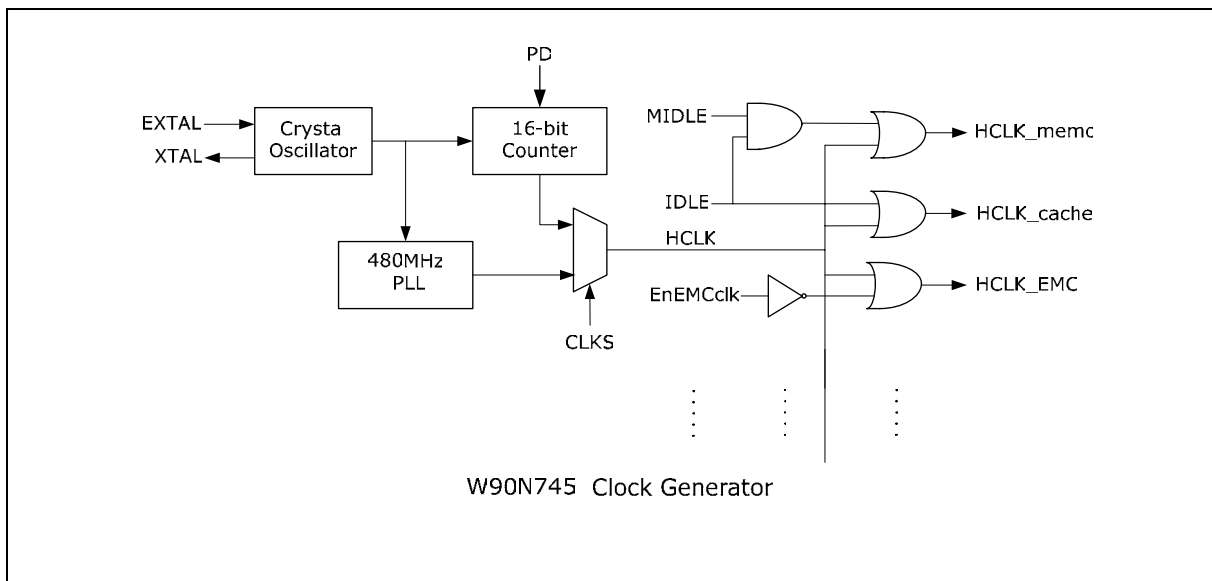 PD
EXTAL
XTAL
Crysta
Oscillator
16-bit
Counter
MIDLE
HCLK_memc
IDLE
HCLK_cache
HCLK
480MHz
PLL
EnEMCclk
HCLK_EMC
CLKS
W90N745 Clock Generator